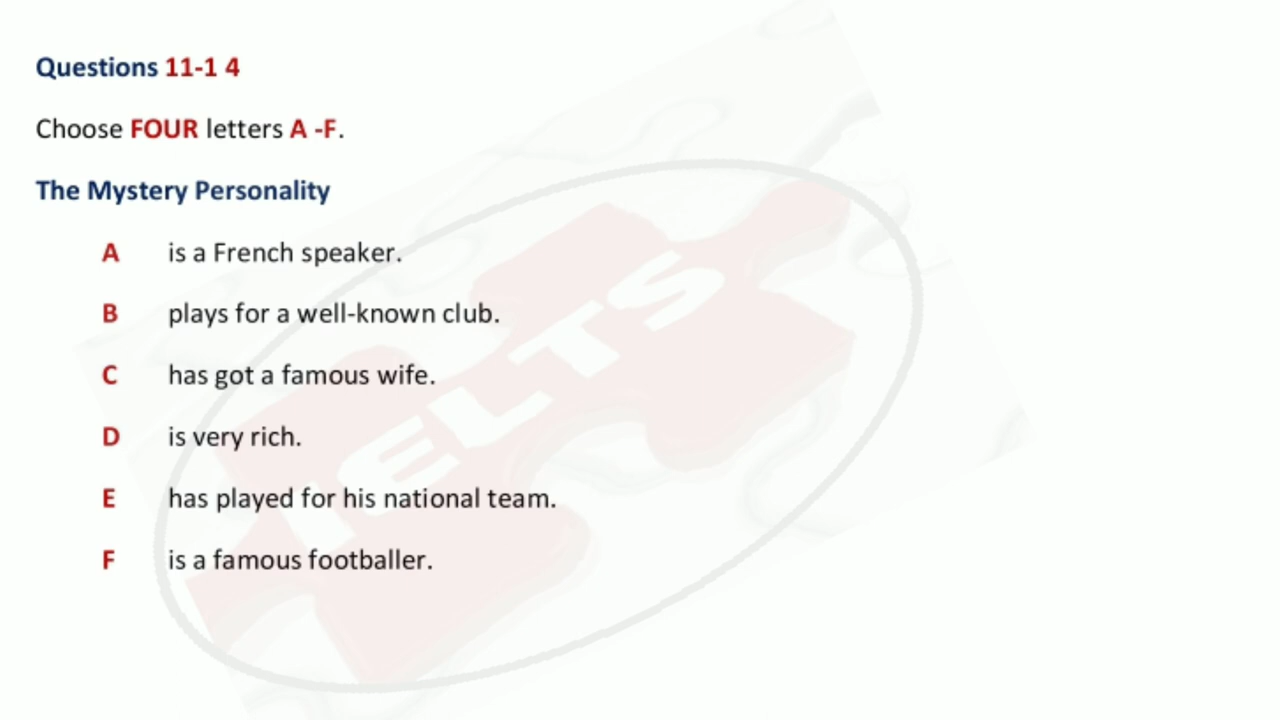 Questions 11-1 4
Choose FOUR letters A -F.
The Mystery Personality
A is a French speaker.
B plays for a well-known club.
C has got a famous wife.
D is very rich.
E has played for his national team.
F is a famous footballer.
IELTS